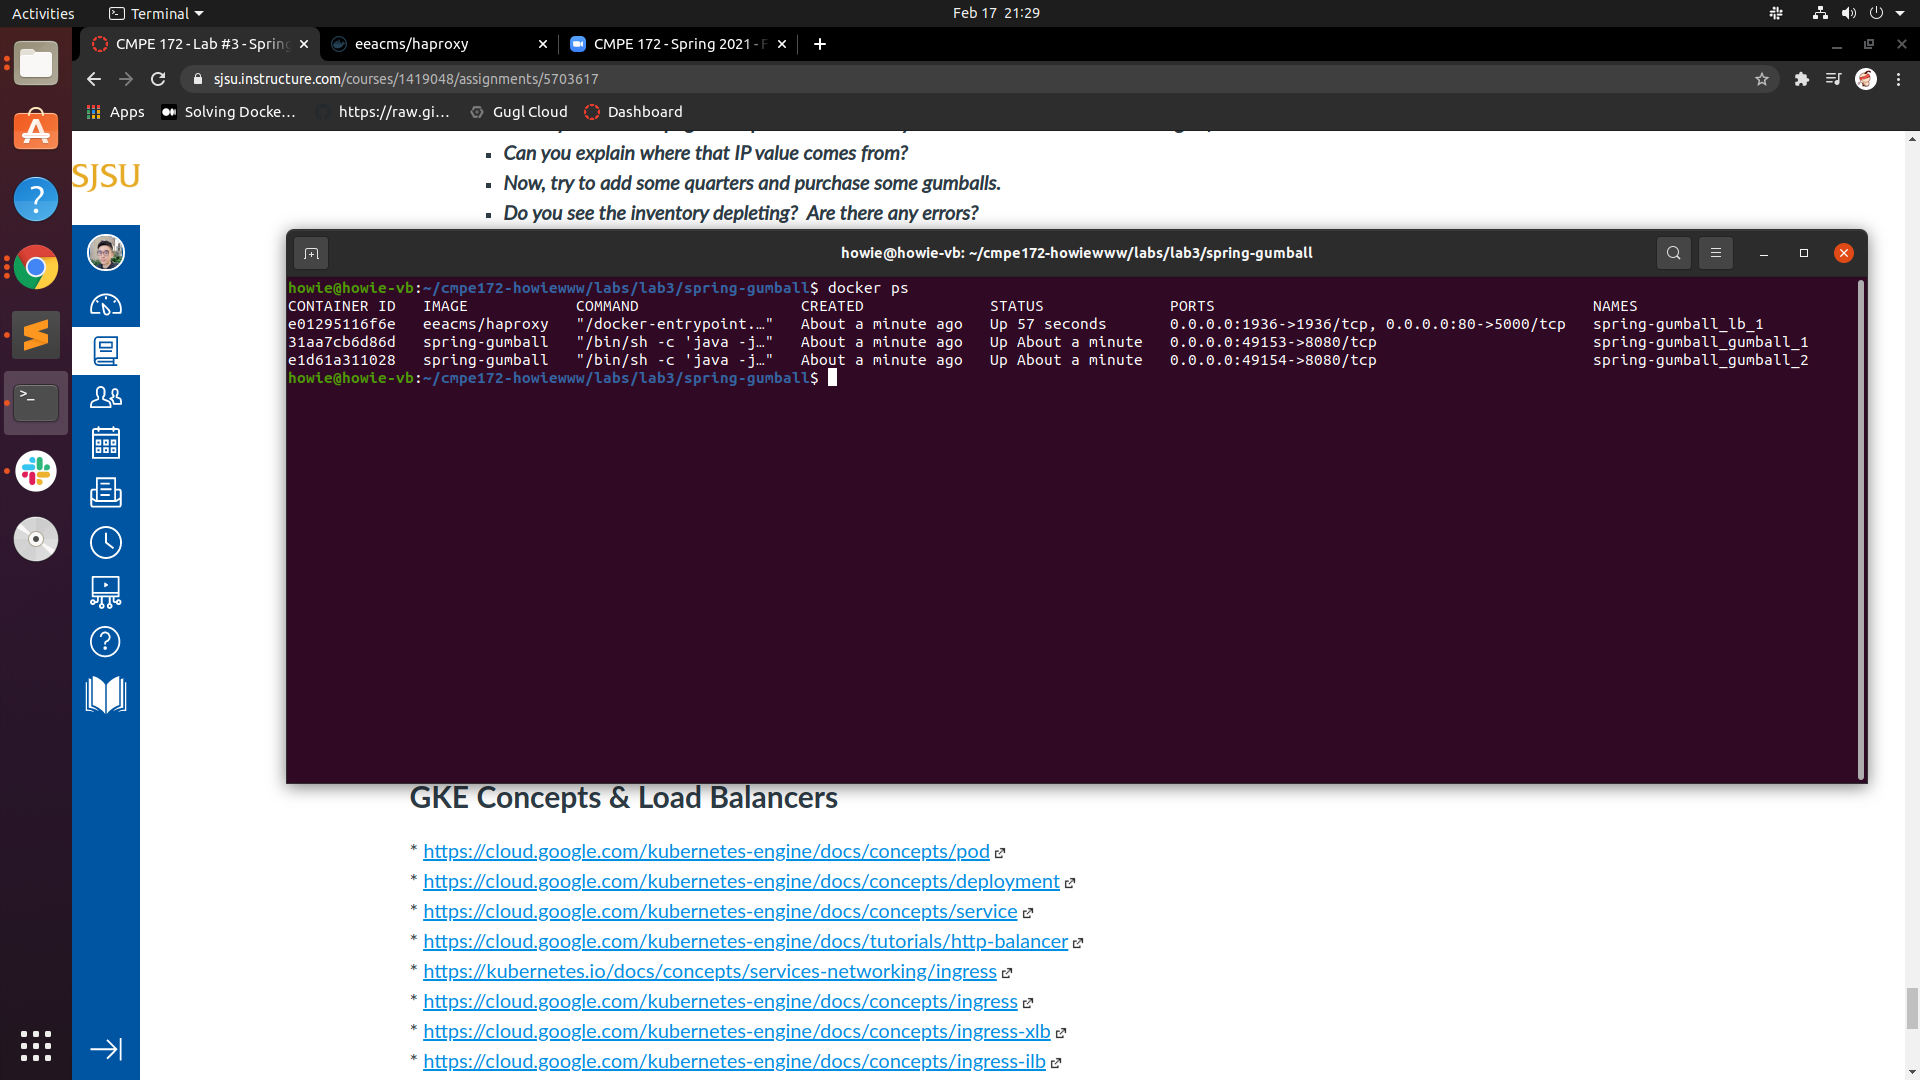 Activities
Terminal
Feb 17 21:29
CMPE 172 - Lab #3 - Spring
eeacms/haproxy
CMPE 172 - Spring 2021 - F
sjsu.instructure.com/courses/1419048/assignments/5703617
Apps
Solving Docke...
https://raw.gi...
Gugl Cloud
Dashboard
SJSU
Can you explain where that IP value comes from?
Now, try to add some quarters and purchase some gumballs.
Do you see the inventory depleting? Are there any errors?
howie@howie-vb: ~/cmpe172-howiewww/labs/lab3/spring-gumball
howie@howie-vb:~/cmpe172-howiewww/labs/lab3/spring-gumball$ docker ps
CONTAINER ID IMAGE COMMAND CREATED STATUS PORTS NAMES
e01295116f6e eeacms/haproxy "/docker-entrypoint.…" About a minute ago Up 57 seconds 0.0.0.0:1936->1936/tcp, 0.0.0.0:80->5000/tcp spring-gumball_lb_1
31aa7cb6d86d spring-gumball "/bin/sh -c 'java -j…" About a minute ago Up About a minute 0.0.0.0:49153->8080/tcp spring-gumball_gumball_1
e1d61a311028 spring-gumball "/bin/sh -c 'java -j…" About a minute ago Up About a minute 0.0.0.0:49154->8080/tcp spring-gumball_gumball_2
howie@howie-vb:~/cmpe172-howiewww/labs/lab3/spring-gumball$
GKE Concepts & Load Balancers
* https://cloud.google.com/kubernetes-engine/docs/concepts/pod
* https://cloud.google.com/kubernetes-engine/docs/concepts/deployment
* https://cloud.google.com/kubernetes-engine/docs/concepts/service
* https://cloud.google.com/kubernetes-engine/docs/tutorials/http-balancer
* https://kubernetes.io/docs/concepts/services-networking/ingress
* https://cloud.google.com/kubernetes-engine/docs/concepts/ingress
* https://cloud.google.com/kubernetes-engine/docs/concepts/ingress-xlb
* https://cloud.google.com/kubernetes-engine/docs/concepts/ingress-ilb